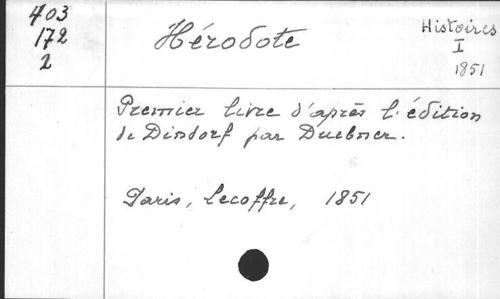 403
172
2
Hérodote
Histoires
I
1851
Premier livre d'après l'édition
de Dindorf par Duebner.
Paris, Lecoffre, 1851